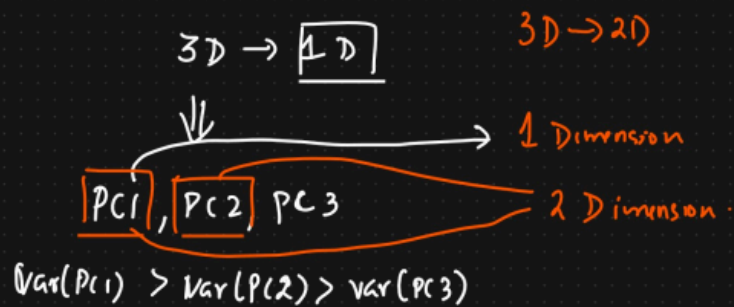 3D → 1D
3D → 2D
1 Dimension
PC1, PC2, PC3
2 Dimension
Var(PC1) > Var(PC2) > var(PC3)